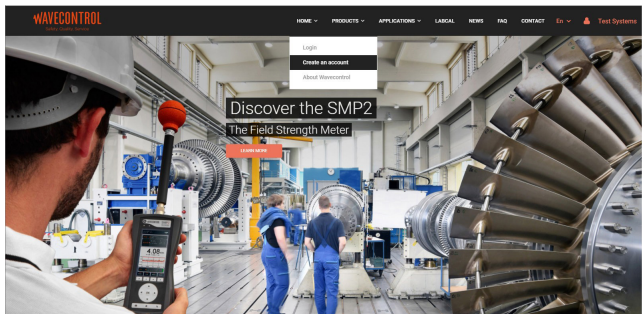 WAVECONTROL
Safety, Quality, Service
HOME
PRODUCTS
APPLICATIONS
LABCAL
NEWS
FAQ
CONTACT
En
Test Systems
Login
Create an account
About Wavecontrol
Discover the SMP2
The Field Strength Meter
LEARN MORE
4.08